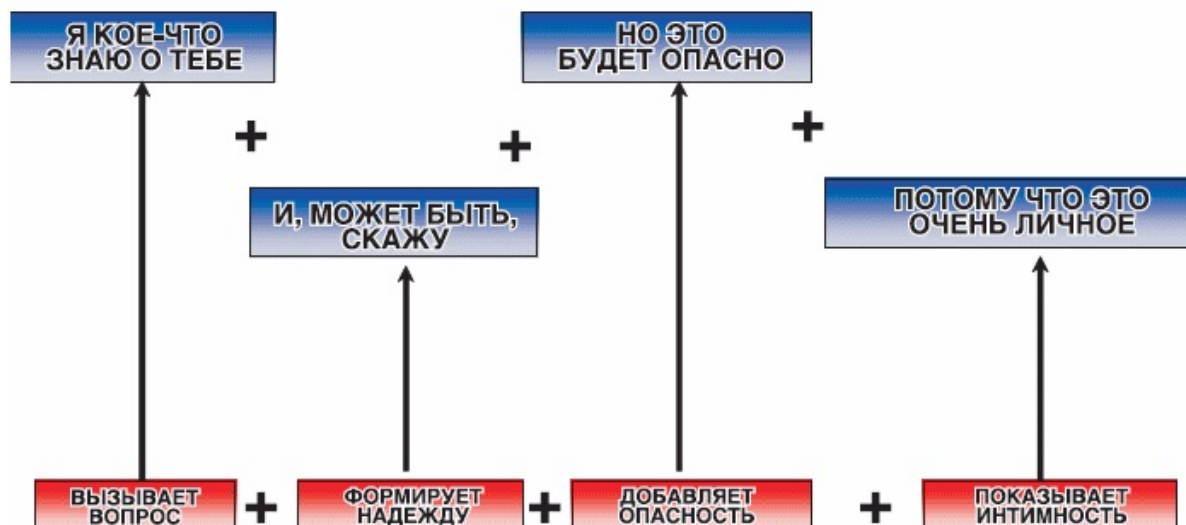 Я КОЕ-ЧТО
ЗНАЮ О ТЕБЕ
НО ЭТО
БУДЕТ ОПАСНО
+
+
+
И, МОЖЕТ БЫТЬ,
СКАЖУ
ПОТОМУ ЧТО ЭТО
ОЧЕНЬ ЛИЧНОЕ
ВЫЗЫВАЕТ
ВОПРОС
+
ФОРМИРУЕТ
НАДЕЖДУ
+
ДОБАВЛЯЕТ
ОПАСНОСТЬ
+
ПОКАЗЫВАЕТ
ИНТИМНОСТЬ